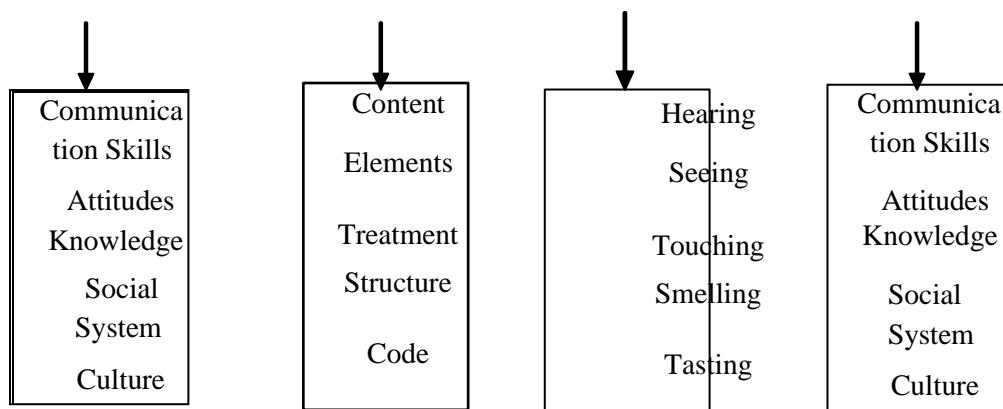 Communica
tion Skills
Attitudes
Knowledge
Social
System
Culture
Content
Elements
Treatment
Structure
Code
Hearing
Seeing
Touching
Smelling
Tasting
Communica
tion Skills
Attitudes
Knowledge
Social
System
Culture